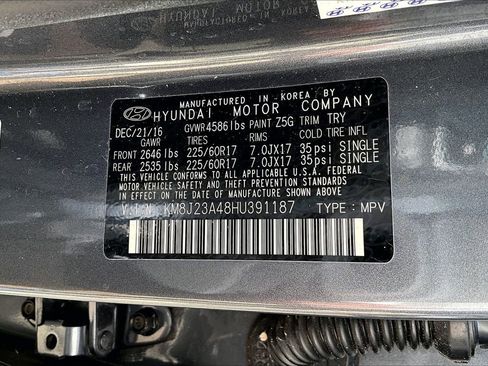 MANUFACTURED IN KOREA BY
HYUNDAI MOTOR COMPANY
DEC/21/16 GVWR4586lbs PAINT Z5G TRIM TRY
GAWR TIRES RIMS COLD TIRE INFL
FRONT 2646 lbs 225/60R17 7.0JX17 35psi SINGLE
REAR 2535 lbs 225/60R17 7.0JX17 35psi SINGLE
THIS VEHICLE CONFORMS TO ALL APPLICABLE U.S.A. FEDERAL
MOTOR VEHICLE SAFETY, BUMPER, AND THEFT PREVENTION
STANDARDS IN EFFECT ON THE DATE OF MANUFACTURE SHOWN ABOVE.
V.I.N: KM8J23A48HU391187 TYPE : MPV